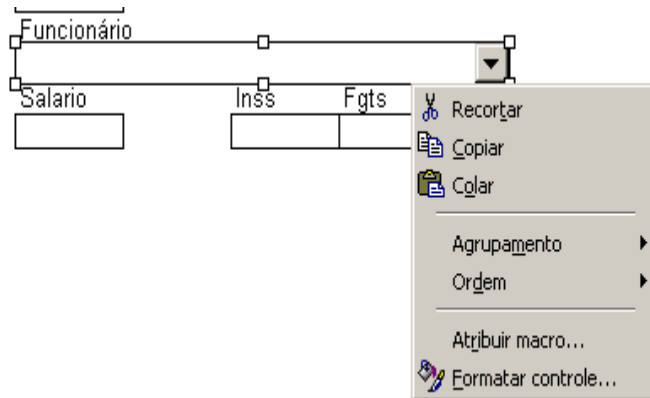 Funcionário
Salario Inss Fgts
Recortar
Copiar
Colar
Agrupamento
Ordem
Atribuir macro...
Formatar controle...